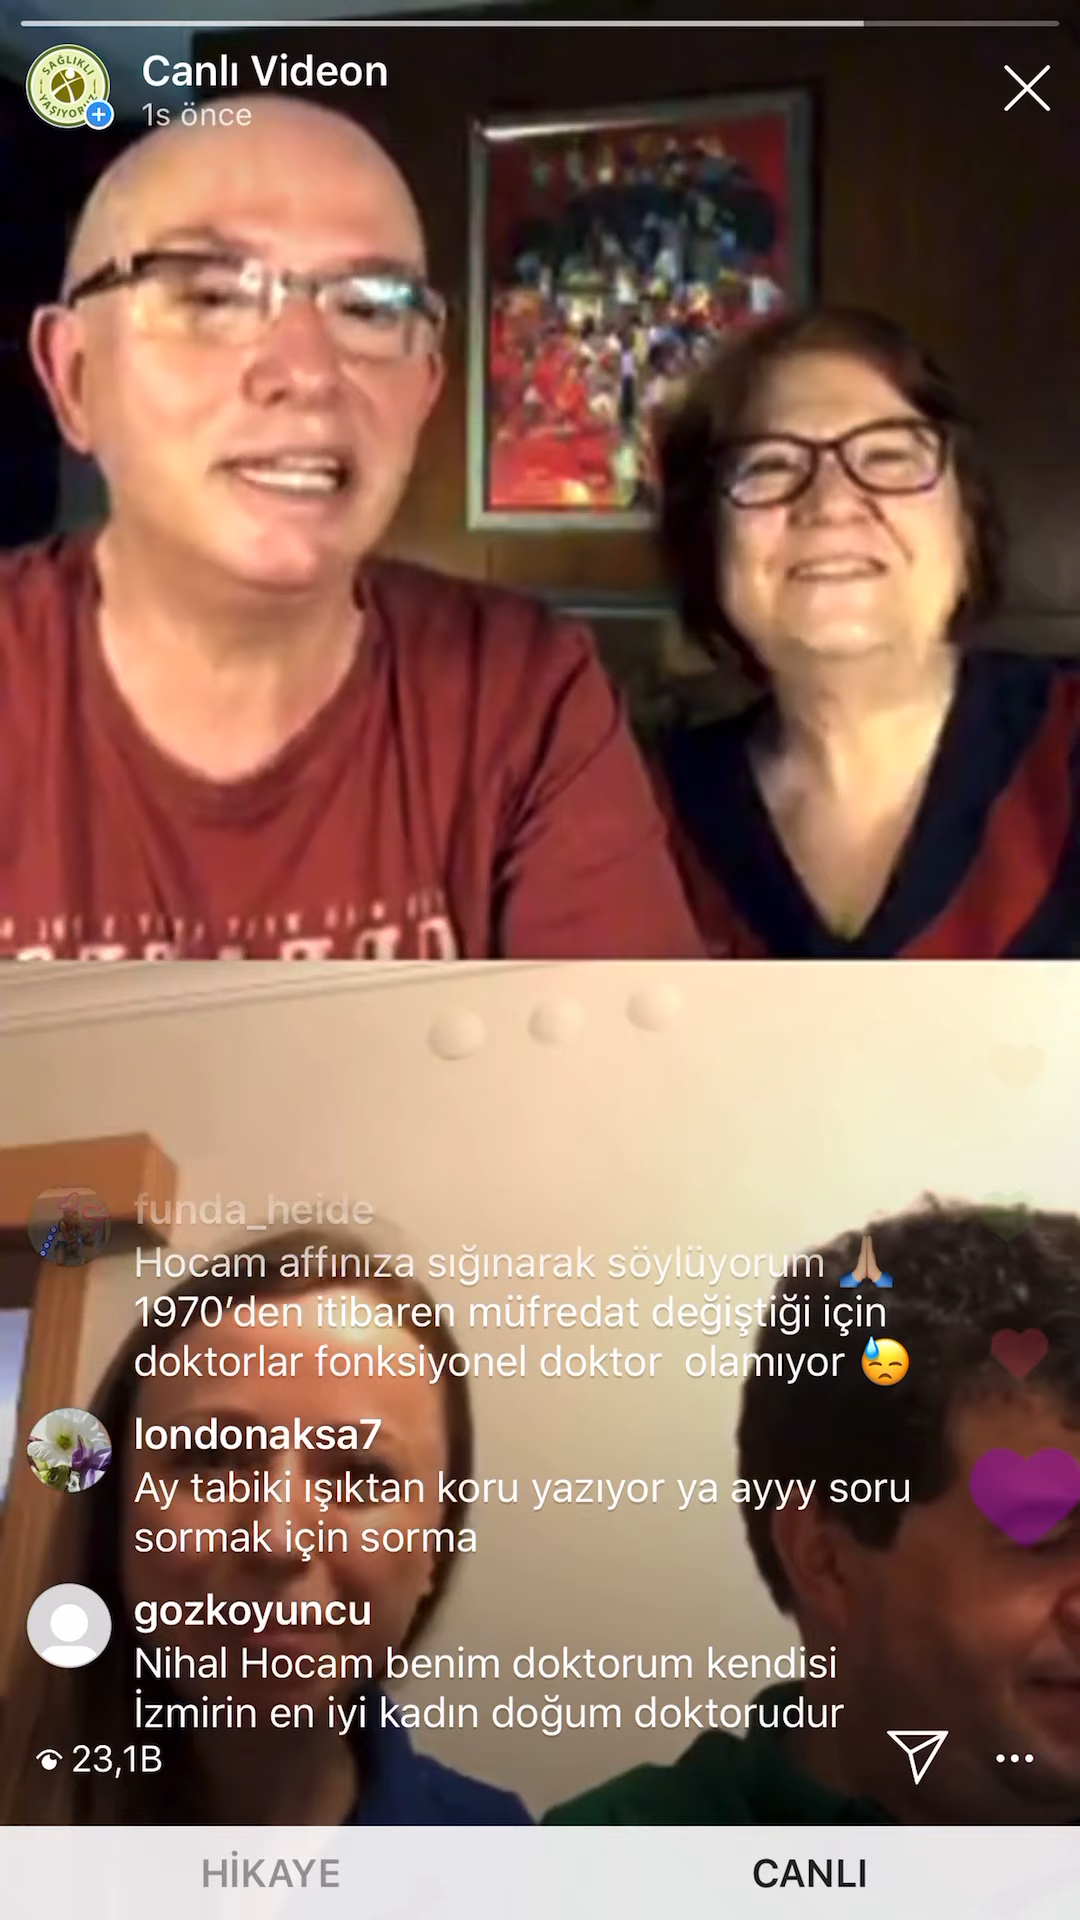 SAĞLIKLI
YAŞIYORUZ
Canlı Videon
1s önce
funda_heide
Hocam affınıza sığınarak söylüyorum 🙏🏽
1970’den itibaren müfredat değiştiği için
doktorlar fonksiyonel doktor olamıyor 😓
londonaksa7
Ay tabiki ışıktan koru yazıyor ya ayyy soru
sormak için sorma
gozkoyuncu
Nihal Hocam benim doktorum kendisi
İzmirin en iyi kadın doğum doktorudur
23,1B
HİKAYE
CANLI